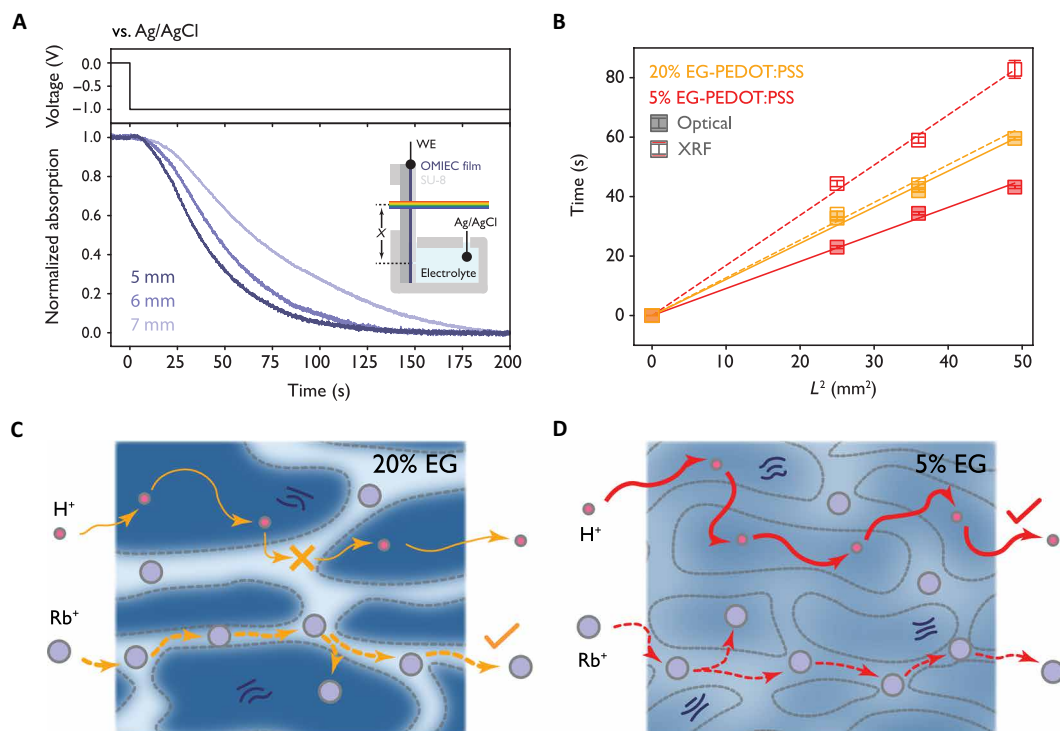 A
vs. Ag/AgCl
Voltage (V)
0.0
−0.5
−1.0
Normalized absorption
1.0
0.8
0.6
0.4
0.2
0.0
WE
OMIEC film
SU-8
Ag/AgCl
X
Electrolyte
5 mm
6 mm
7 mm
0 25 50 75 100 125 150 175 200
Time (s)
B
20% EG-PEDOT:PSS
5% EG-PEDOT:PSS
Optical
XRF
Time (s)
80
60
40
20
0
0 10 20 30 40 50
L² (mm²)
C
20% EG
H⁺
Rb⁺
D
5% EG
H⁺
Rb⁺